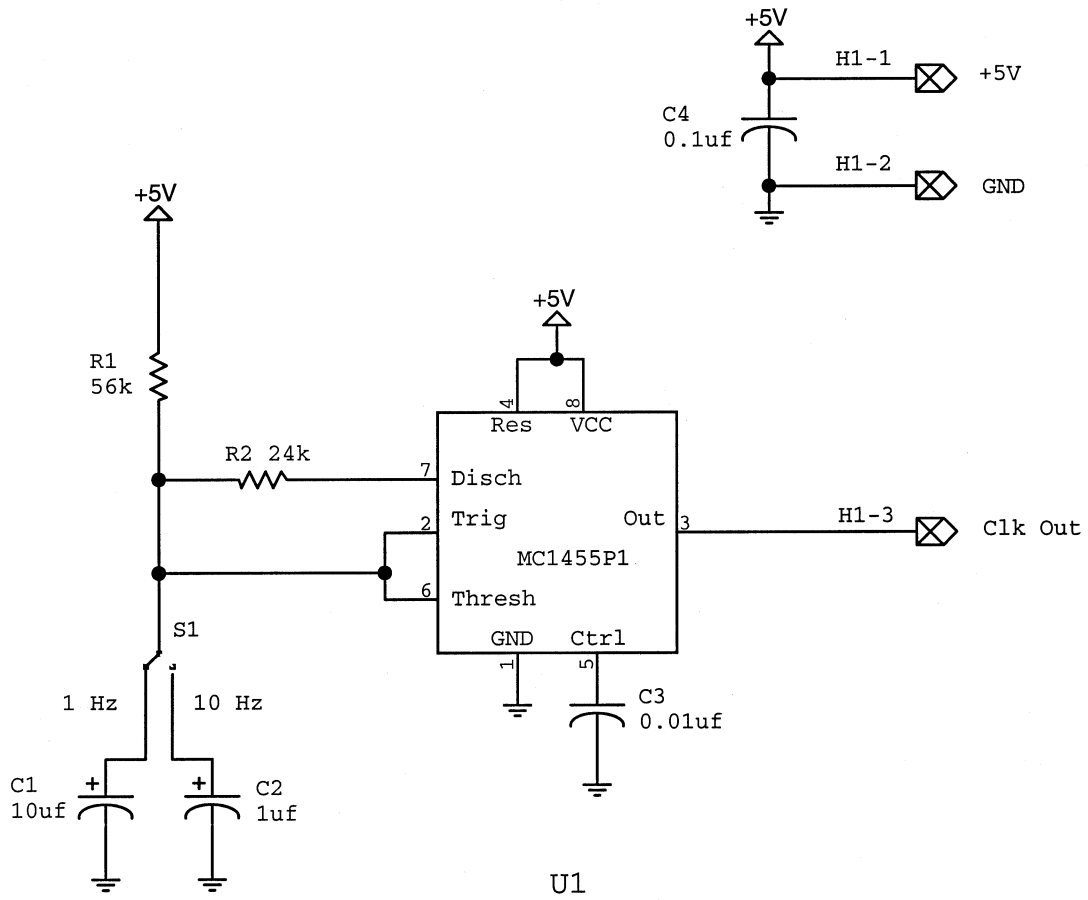 +5V
H1-1
+5V
C4
0.1uf
H1-2
GND
+5V
+5V
R1
56k
4
8
Res
VCC
R2 24k
7
Disch
2
Trig
Out
3
H1-3
Clk Out
MC1455P1
6
Thresh
S1
GND
Ctrl
1
5
1 Hz
10 Hz
C3
0.01uf
C1
10uf
+
+
C2
1uf
U1